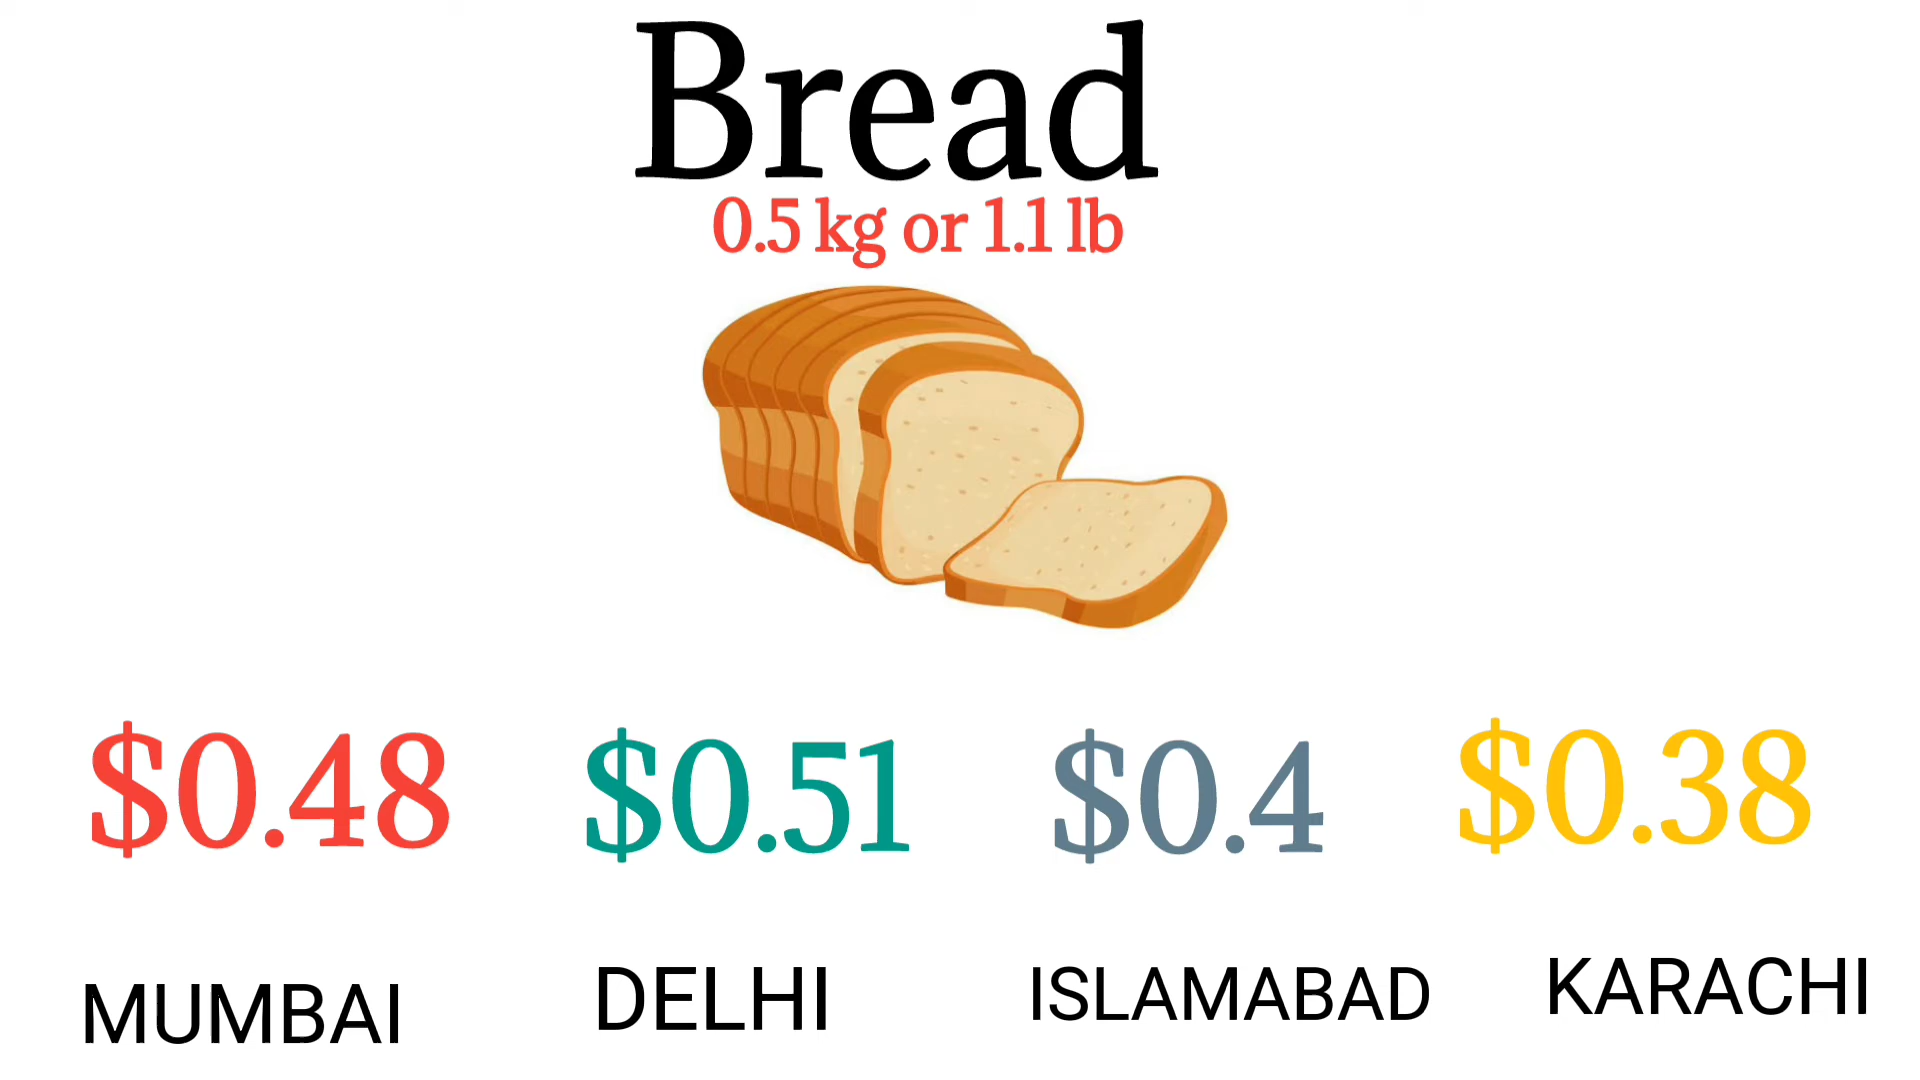 Bread
0.5 kg or 1.1 lb
$0.48 $0.51 $0.4 $0.38
MUMBAI DELHI ISLAMABAD KARACHI